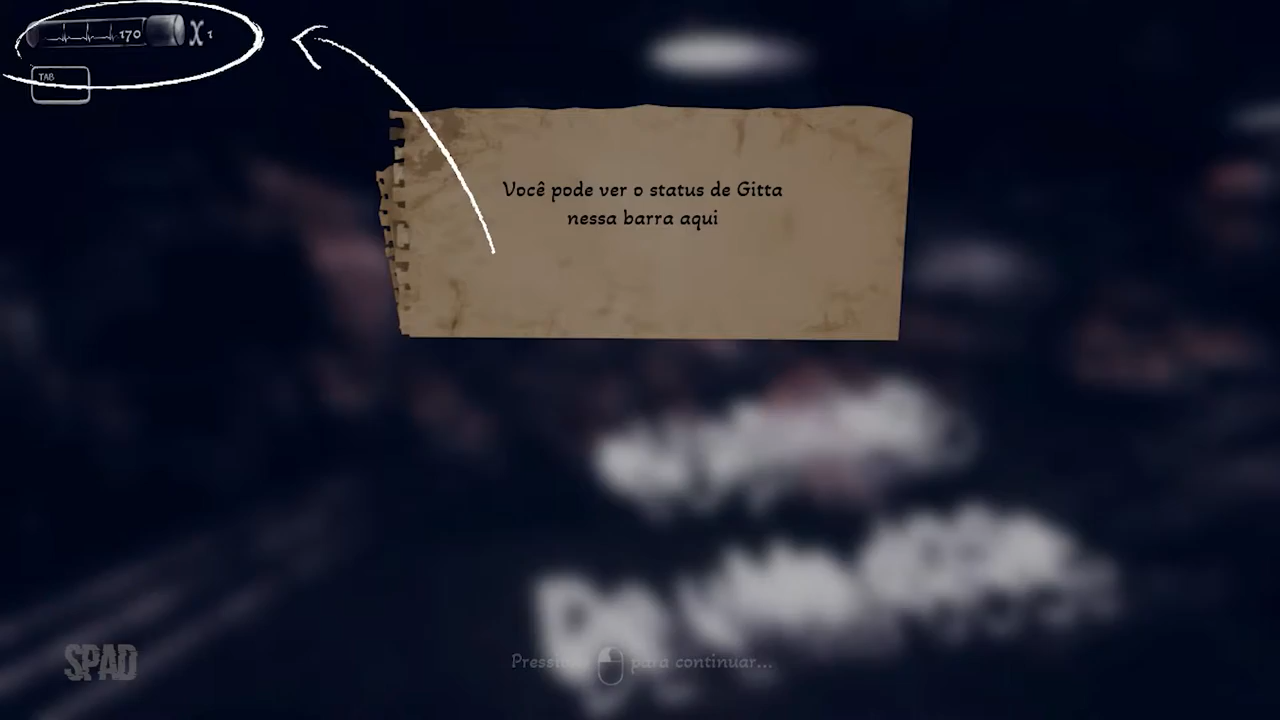 170 X 1
TAB
Você pode ver o status de Gitta
nessa barra aqui
para continuar...
SPAD